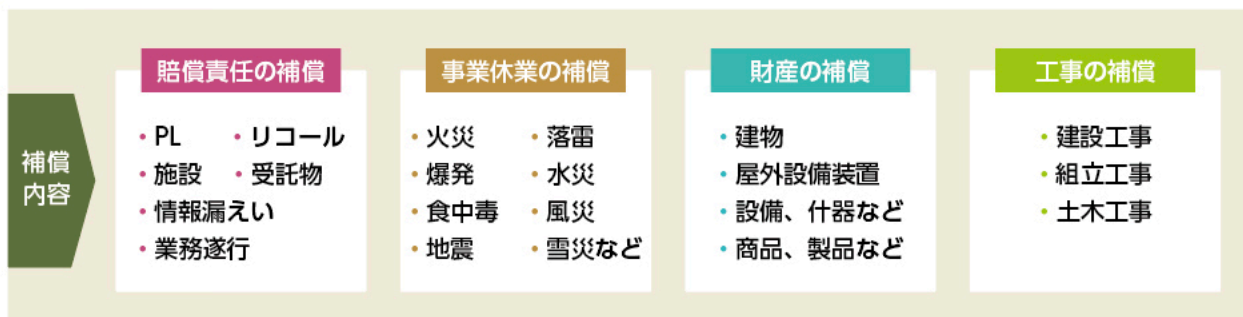 補償
内容
賠償責任の補償
・PL ・リコール
・施設 ・受託物
・情報漏えい
・業務遂行
事業休業の補償
・火災 ・落雷
・爆発 ・水災
・食中毒 ・風災
・地震 ・雪災など
財産の補償
・建物
・屋外設備装置
・設備、什器など
・商品、製品など
工事の補償
・建設工事
・組立工事
・土木工事